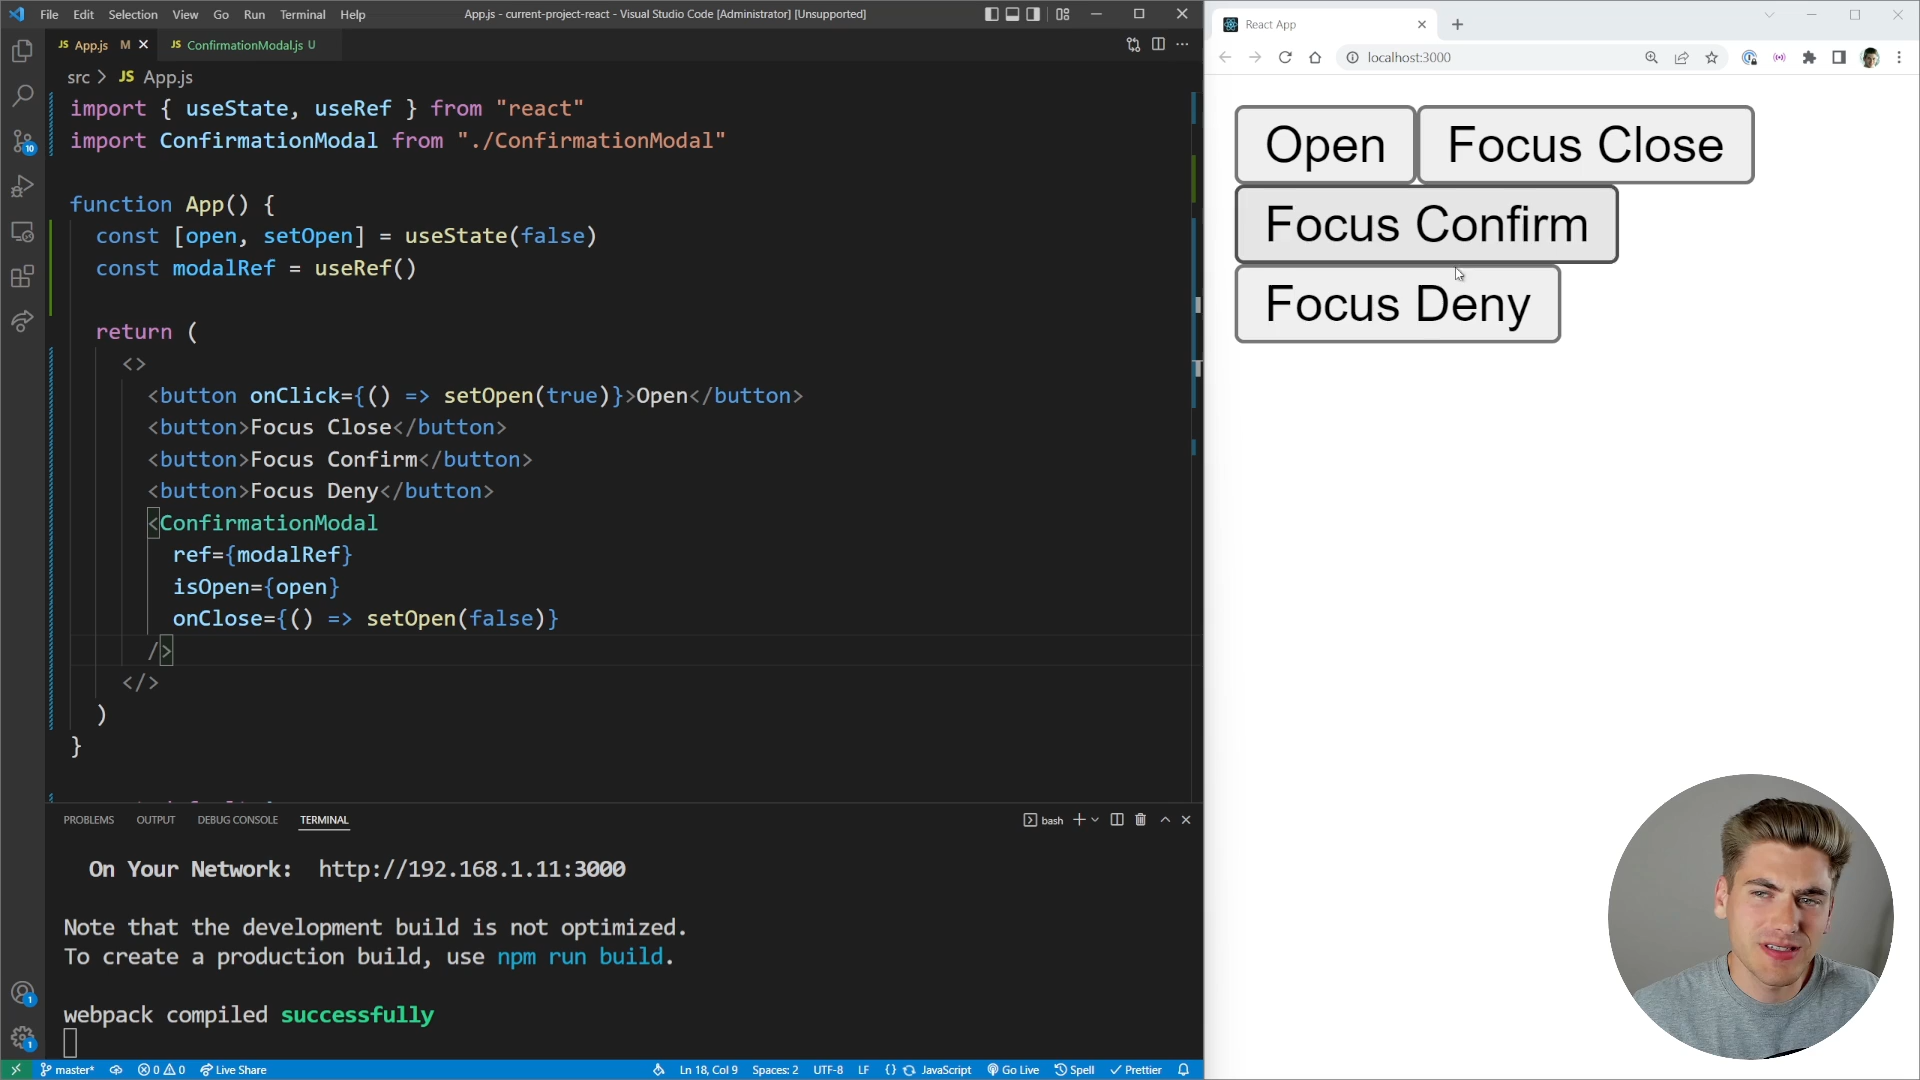 File Edit Selection View Go Run Terminal Help
App.js - current-project-react - Visual Studio Code [Administrator] [Unsupported]
JS App.js M
JS ConfirmationModal.js U
src > JS App.js
import { useState, useRef } from "react"
import ConfirmationModal from "./ConfirmationModal"
function App() {
const [open, setOpen] = useState(false)
const modalRef = useRef()
return (
<>
<button onClick={() => setOpen(true)}>Open</button>
<button>Focus Close</button>
<button>Focus Confirm</button>
<button>Focus Deny</button>
<ConfirmationModal
ref={modalRef}
isOpen={open}
onClose={() => setOpen(false)}
/>
</>
)
}
10
1
1
PROBLEMS OUTPUT DEBUG CONSOLE TERMINAL
bash
On Your Network: http://192.168.1.11:3000
Note that the development build is not optimized.
To create a production build, use npm run build.
webpack compiled successfully
master* 0 0 Live Share
Ln 18, Col 9 Spaces: 2 UTF-8 LF {} JavaScript Go Live Spell Prettier
React App
localhost:3000
Open Focus Close
Focus Confirm
Focus Deny